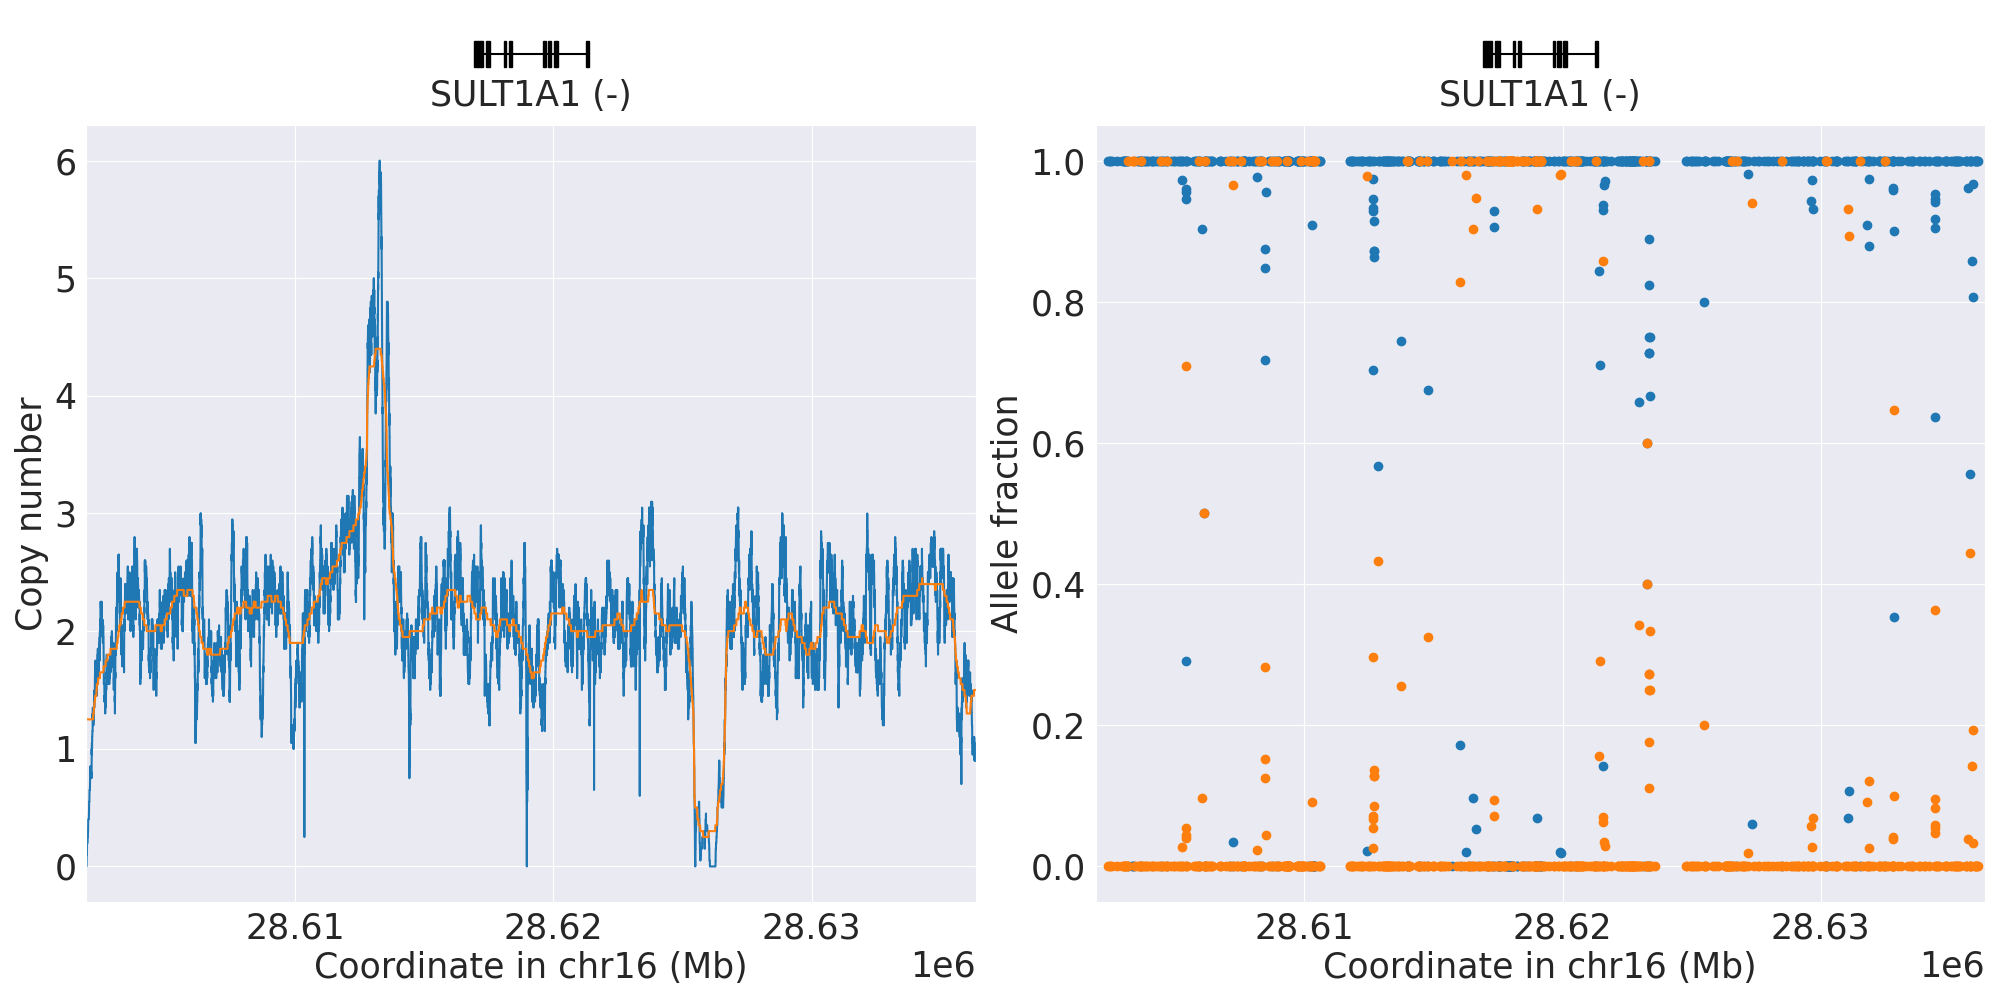 SULT1A1 (-)
6
5
4
3
2
1
0
Copy number
28.61
28.62
28.63
Coordinate in chr16 (Mb)
1e6
SULT1A1 (-)
1.0
0.8
0.6
0.4
0.2
0.0
Allele fraction
28.61
28.62
28.63
Coordinate in chr16 (Mb)
1e6